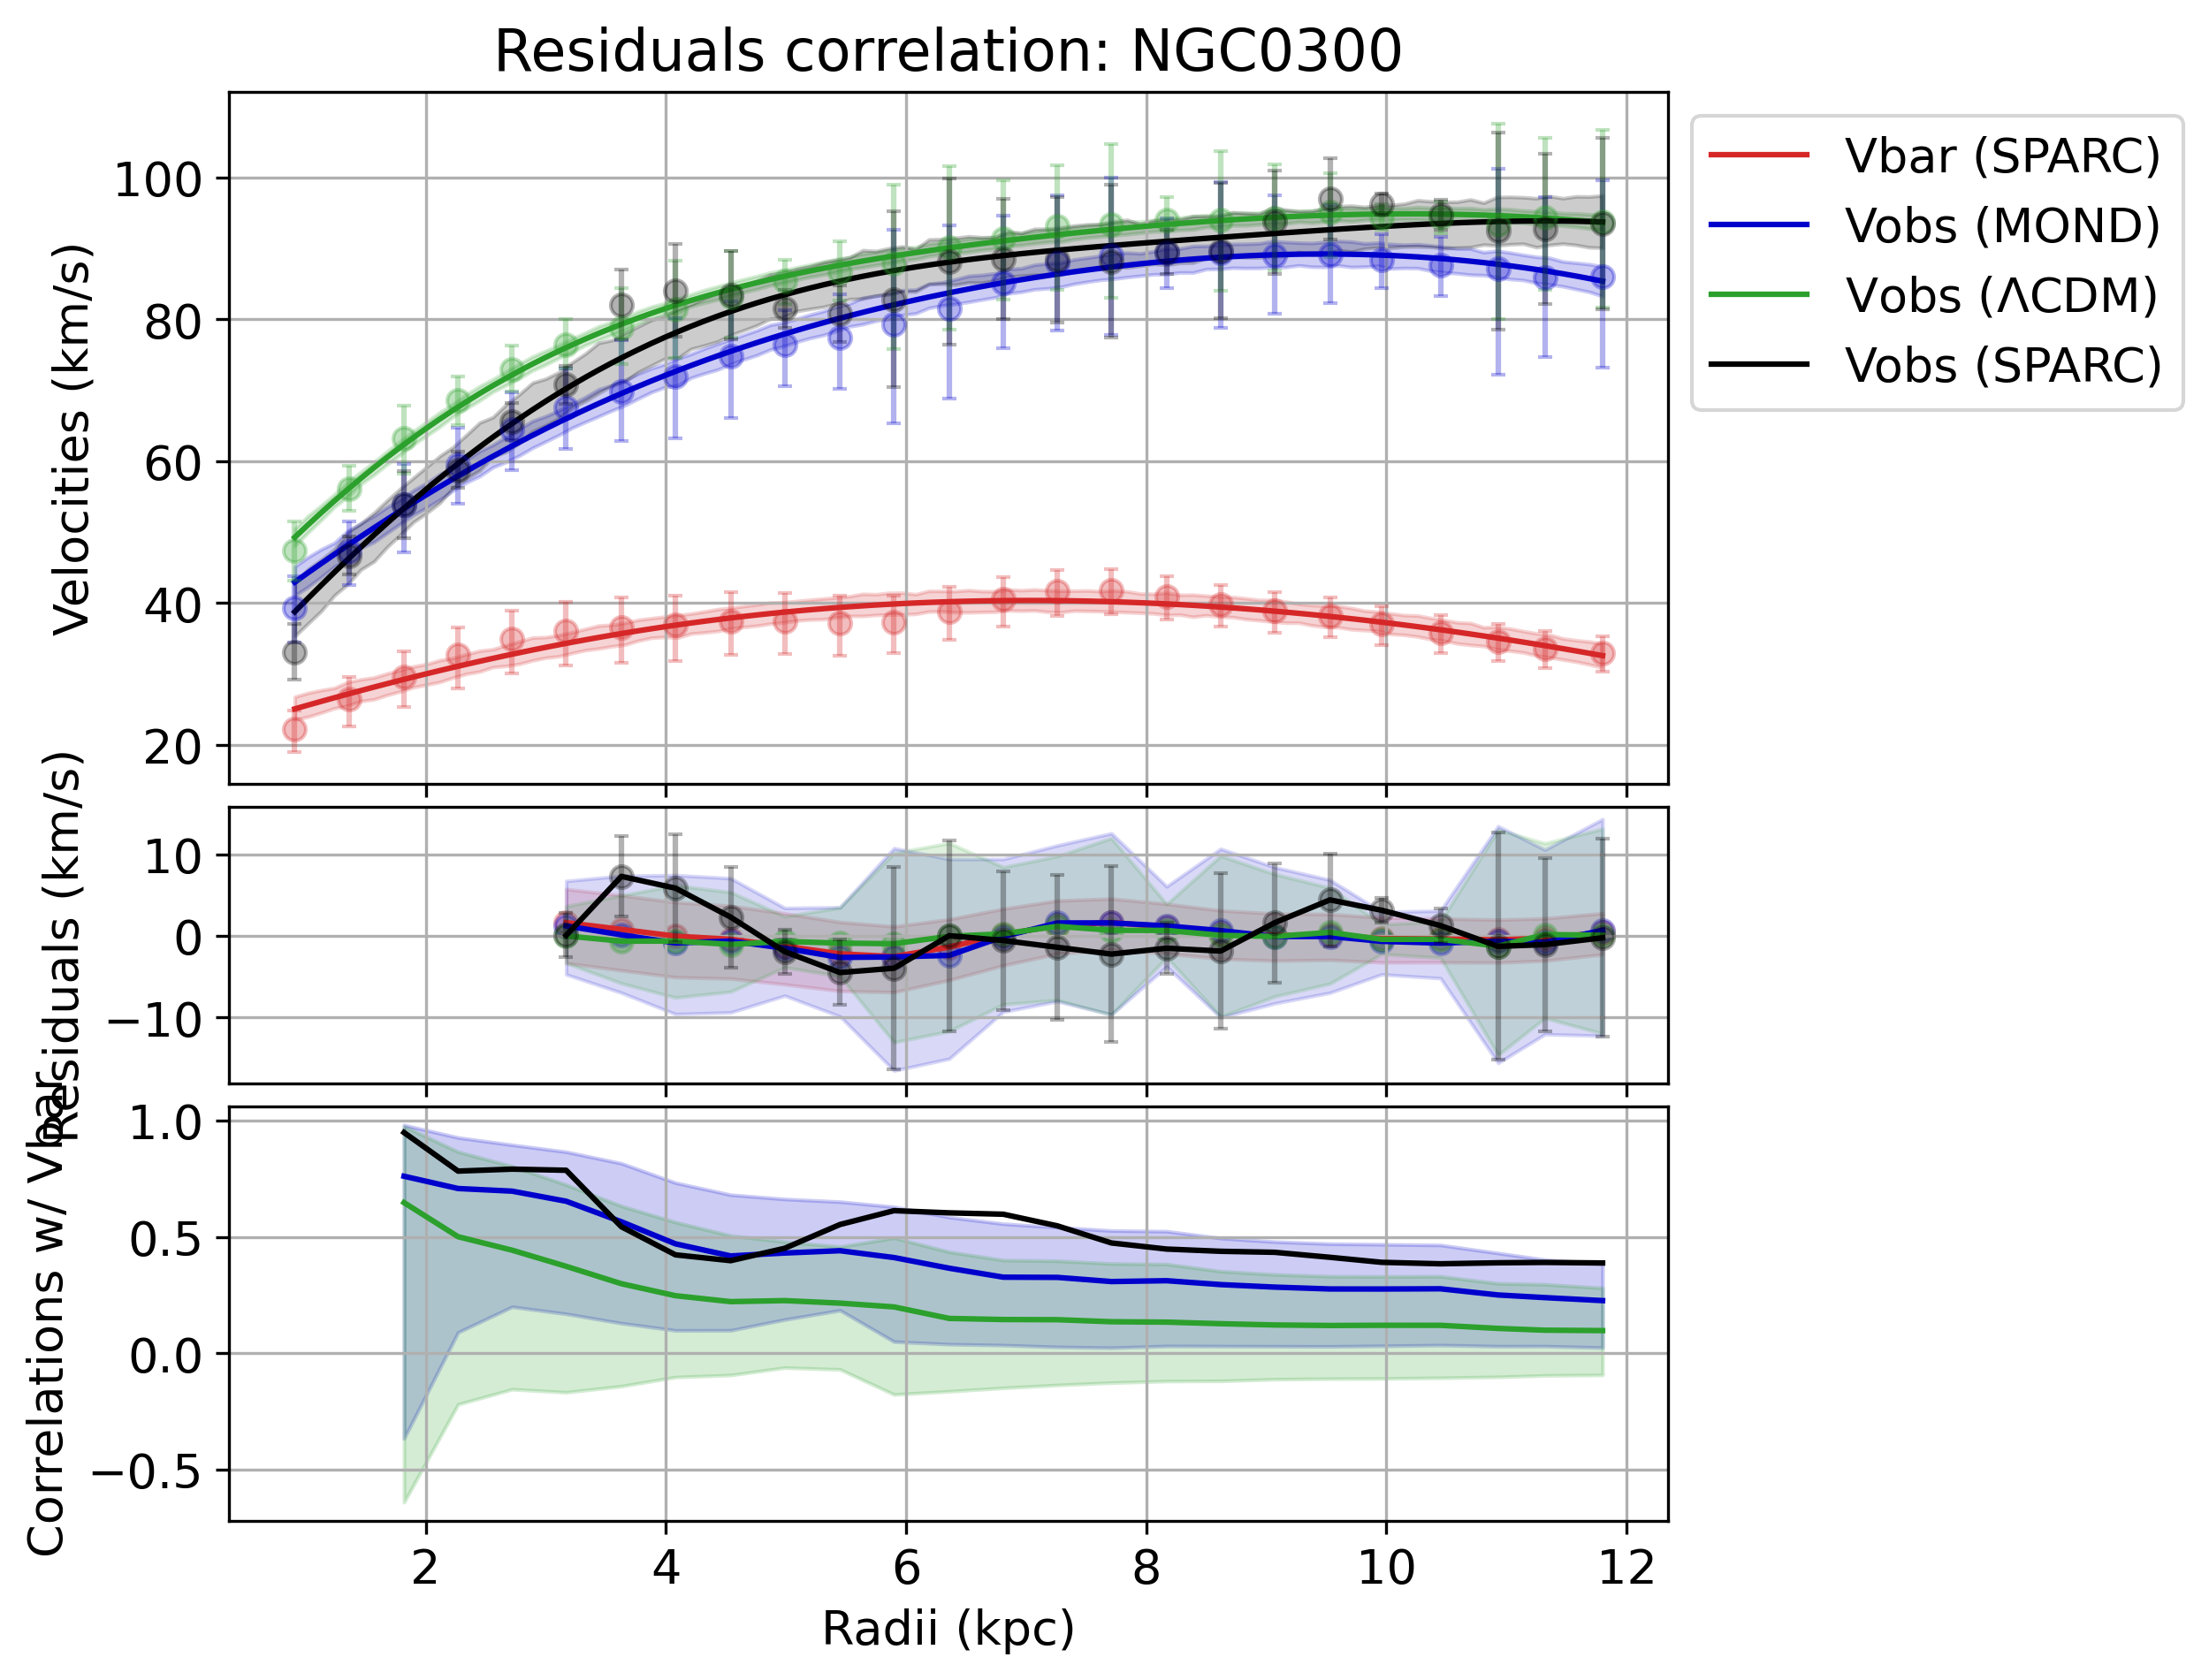 Residuals correlation: NGC0300
Velocities (km/s)
100
80
60
40
20
Vbar (SPARC)
Vobs (MOND)
Vobs (ΛCDM)
Vobs (SPARC)
Residuals (km/s)
10
0
−10
Correlations w/ Vbar
1.0
0.5
0.0
−0.5
2 4 6 8 10 12
Radii (kpc)